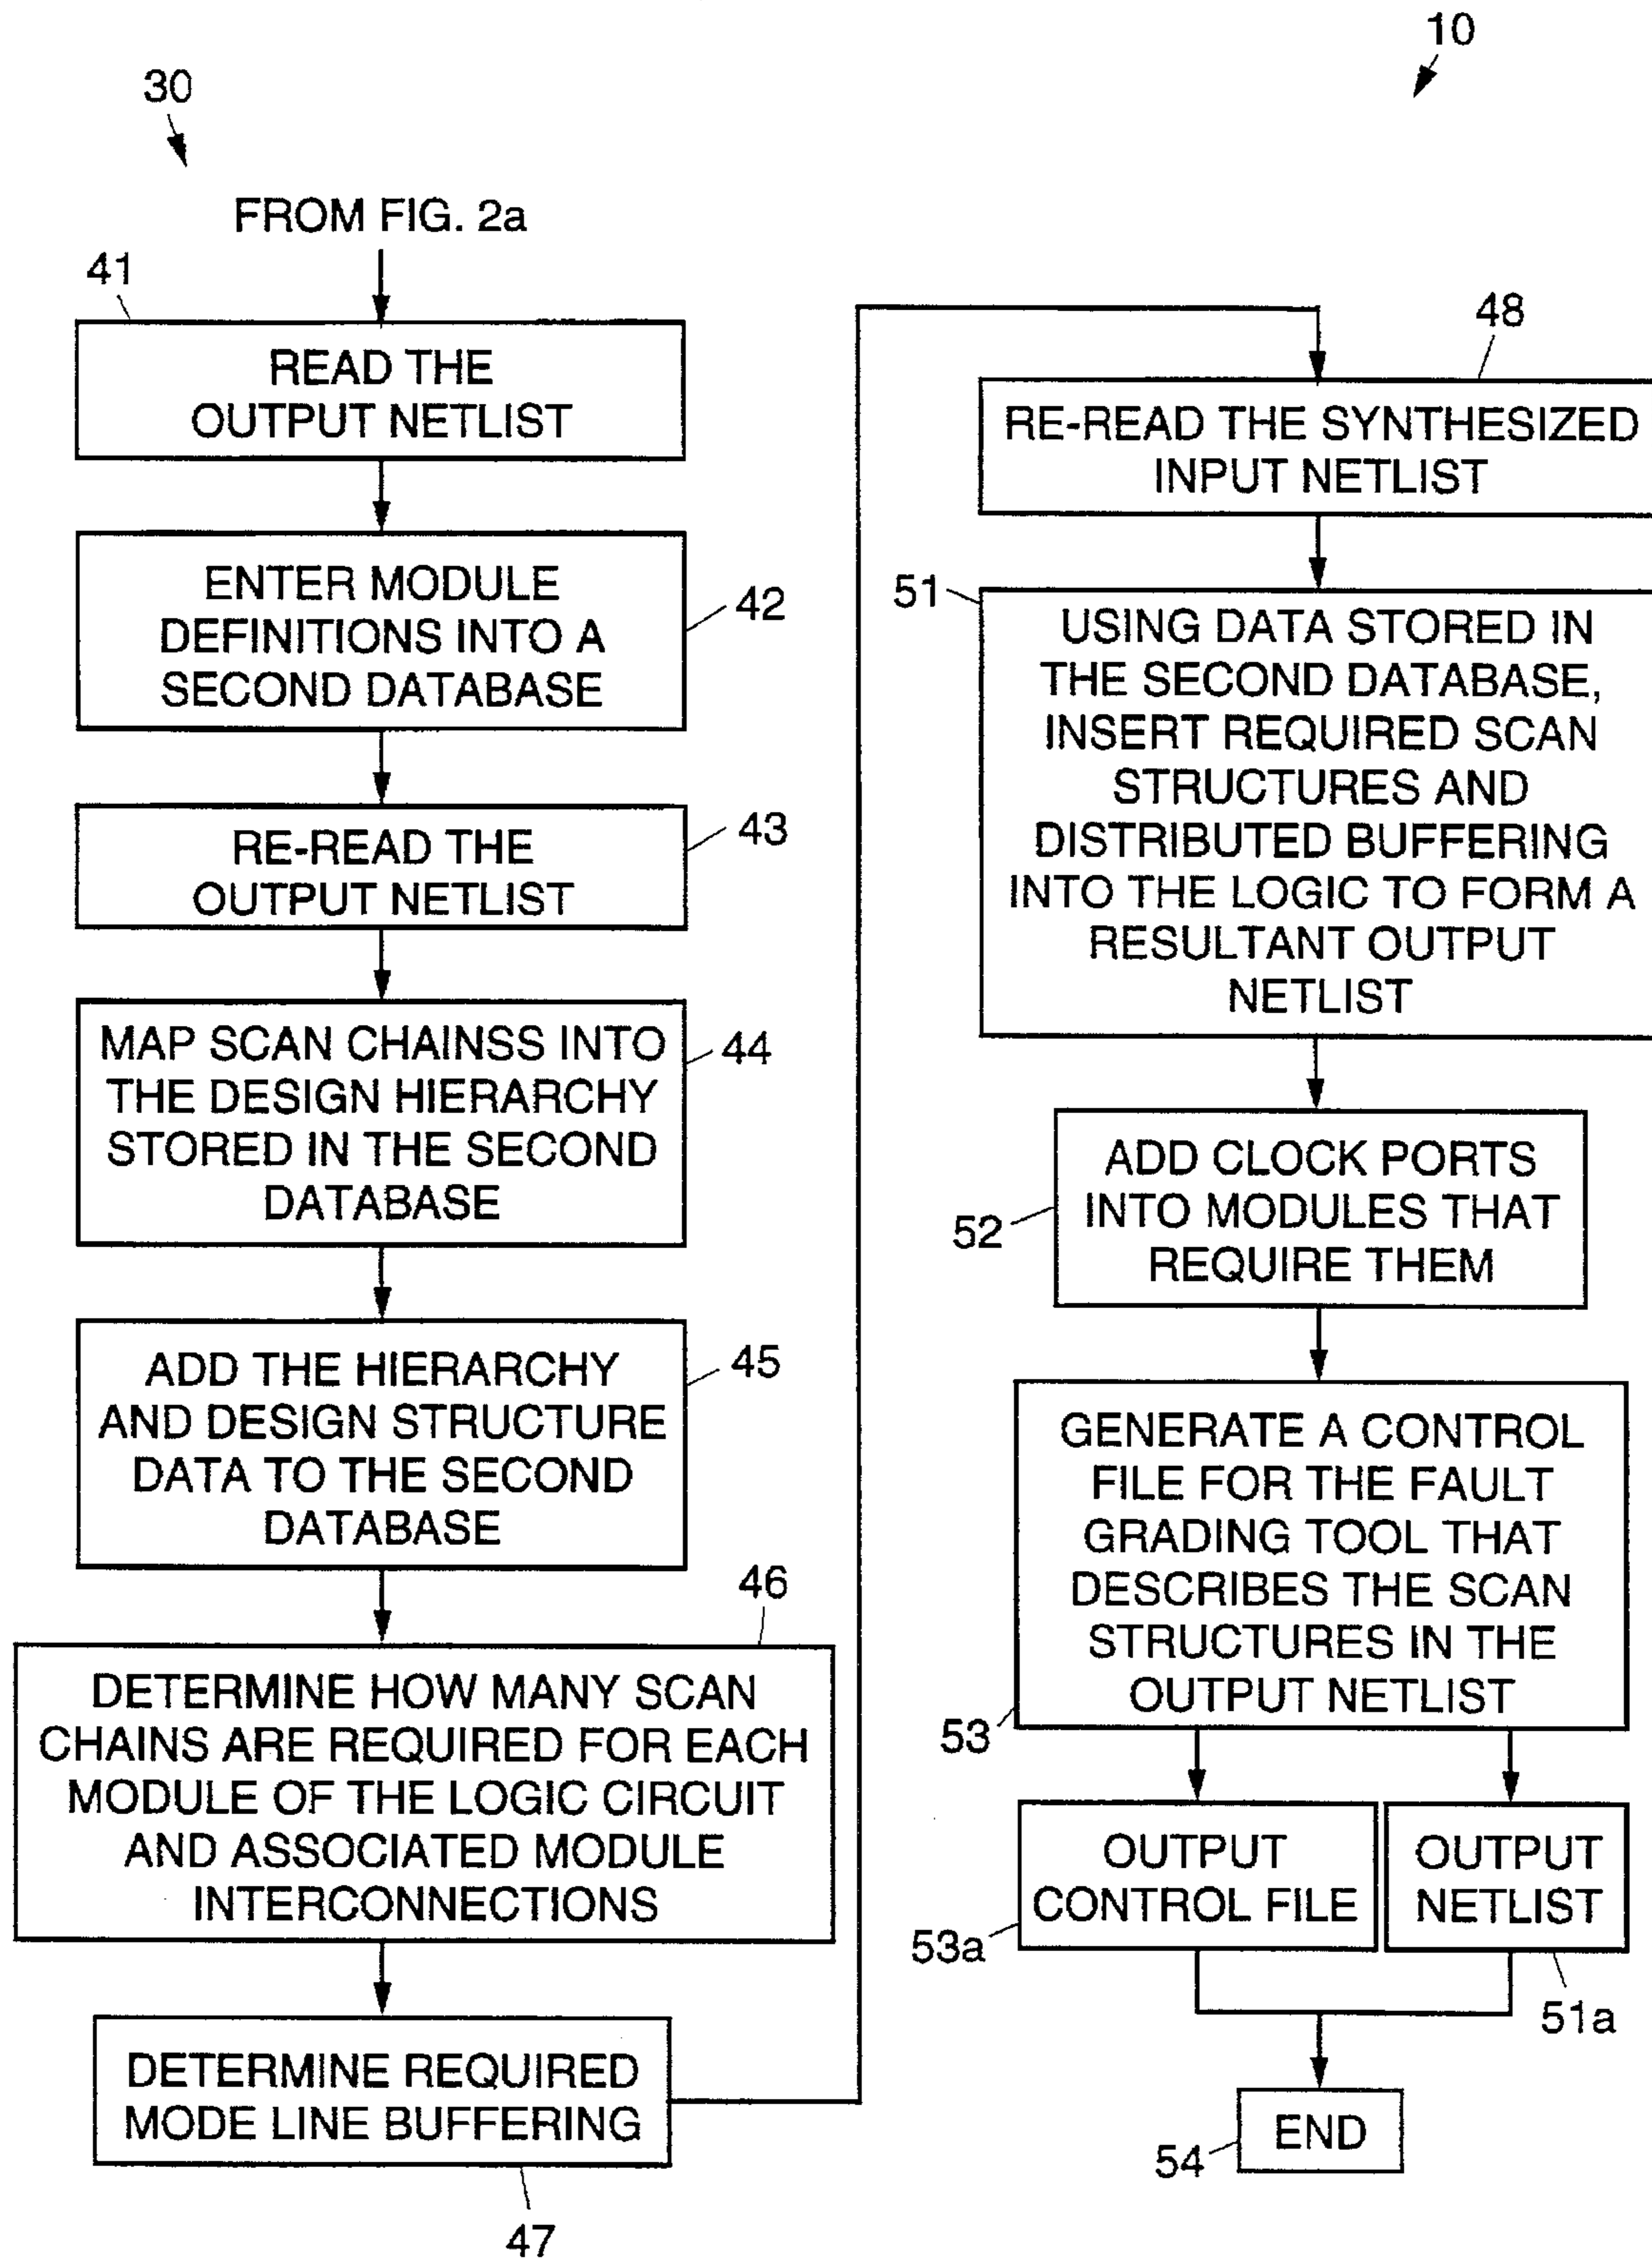 10
30
FROM FIG. 2a
41
READ THE
OUTPUT NETLIST
ENTER MODULE
DEFINITIONS INTO A
SECOND DATABASE
42
RE-READ THE
OUTPUT NETLIST
43
MAP SCAN CHAINSS INTO
THE DESIGN HIERARCHY
STORED IN THE SECOND
DATABASE
44
ADD THE HIERARCHY
AND DESIGN STRUCTURE
DATA TO THE SECOND
DATABASE
45
46
DETERMINE HOW MANY SCAN
CHAINS ARE REQUIRED FOR EACH
MODULE OF THE LOGIC CIRCUIT
AND ASSOCIATED MODULE
INTERCONNECTIONS
DETERMINE REQUIRED
MODE LINE BUFFERING
47
48
RE-READ THE SYNTHESIZED
INPUT NETLIST
51
USING DATA STORED IN
THE SECOND DATABASE,
INSERT REQUIRED SCAN
STRUCTURES AND
DISTRIBUTED BUFFERING
INTO THE LOGIC TO FORM A
RESULTANT OUTPUT
NETLIST
ADD CLOCK PORTS
INTO MODULES THAT
REQUIRE THEM
52
GENERATE A CONTROL
FILE FOR THE FAULT
GRADING TOOL THAT
DESCRIBES THE SCAN
STRUCTURES IN THE
OUTPUT NETLIST
53
OUTPUT
CONTROL FILE
53a
OUTPUT
NETLIST
51a
END
54